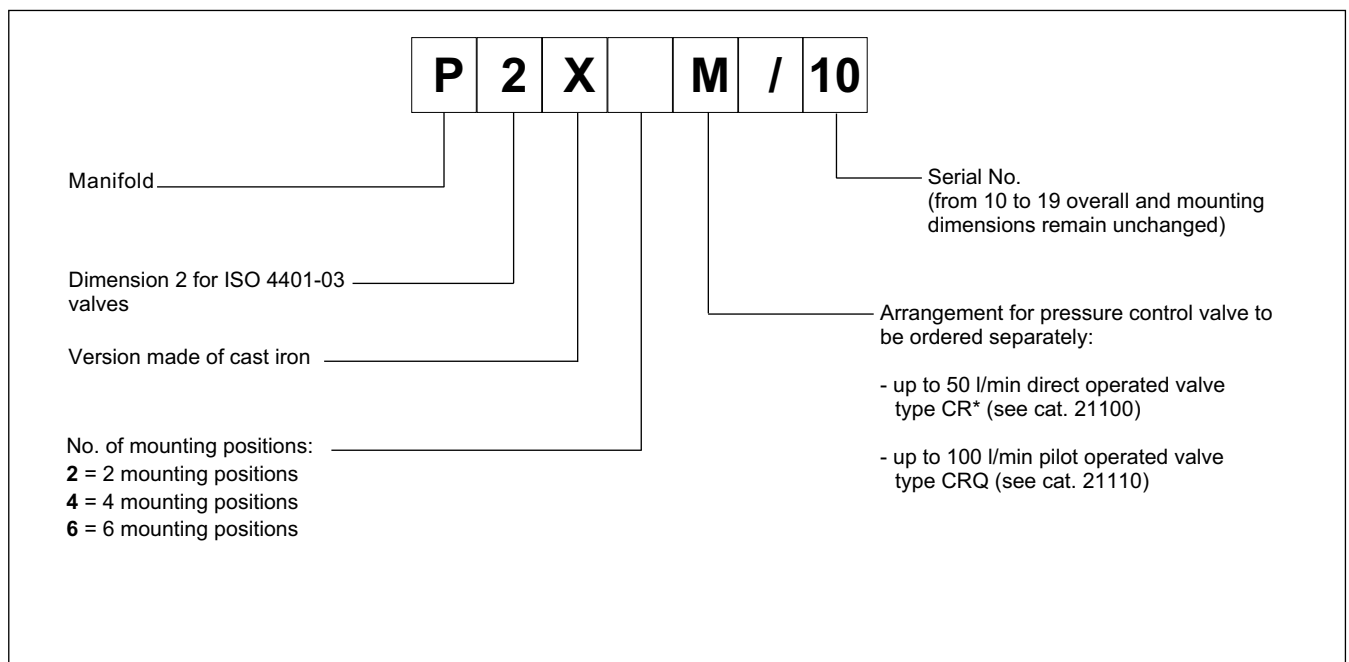 P 2 X M / 10
Manifold
Dimension 2 for ISO 4401-03
valves
Version made of cast iron
No. of mounting positions:
2 = 2 mounting positions
4 = 4 mounting positions
6 = 6 mounting positions
Serial No.
(from 10 to 19 overall and mounting
dimensions remain unchanged)
Arrangement for pressure control valve to
be ordered separately:
- up to 50 l/min direct operated valve
type CR* (see cat. 21100)
- up to 100 l/min pilot operated valve
type CRQ (see cat. 21110)